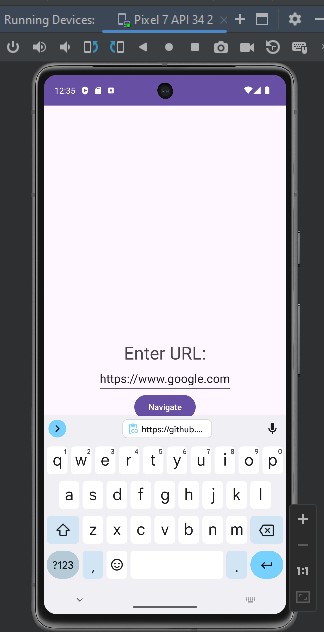 Running Devices: Pixel 7 API 34 2
12:35
Enter URL:
https://www.google.com
Navigate
https://github....
q1 w2 e3 r4 t5 y6 u7 i8 o9 p0
a s d f g h j k l
z x c v b n m
?123 , .
1:1